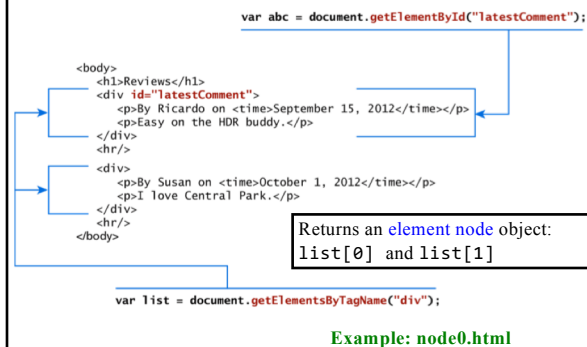 var abc = document.getElementById("latestComment");
<body>
<h1>Reviews</h1>
<div id="latestComment">
<p>By Ricardo on <time>September 15, 2012</time></p>
<p>Easy on the HDR buddy.</p>
</div>
<hr/>
<div>
<p>By Susan on <time>October 1, 2012</time></p>
<p>I love Central Park.</p>
</div>
<hr/>
</body>
Returns an element node object:
list[0] and list[1]
var list = document.getElementsByTagName("div");
Example: node0.html